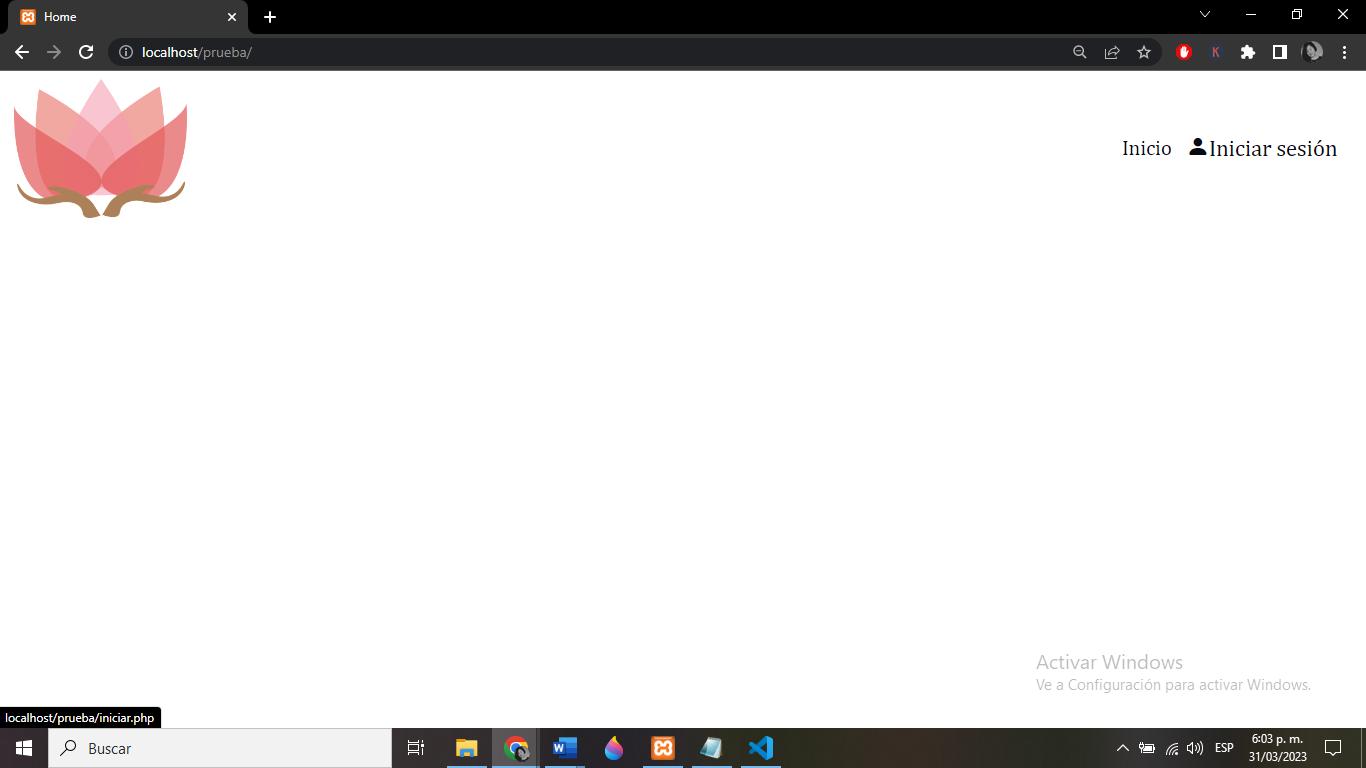 Home
localhost/prueba/
K
Inicio Iniciar sesión
Activar Windows
Ve a Configuración para activar Windows.
localhost/prueba/iniciar.php
Buscar
W
ESP
6:03 p. m.
31/03/2023